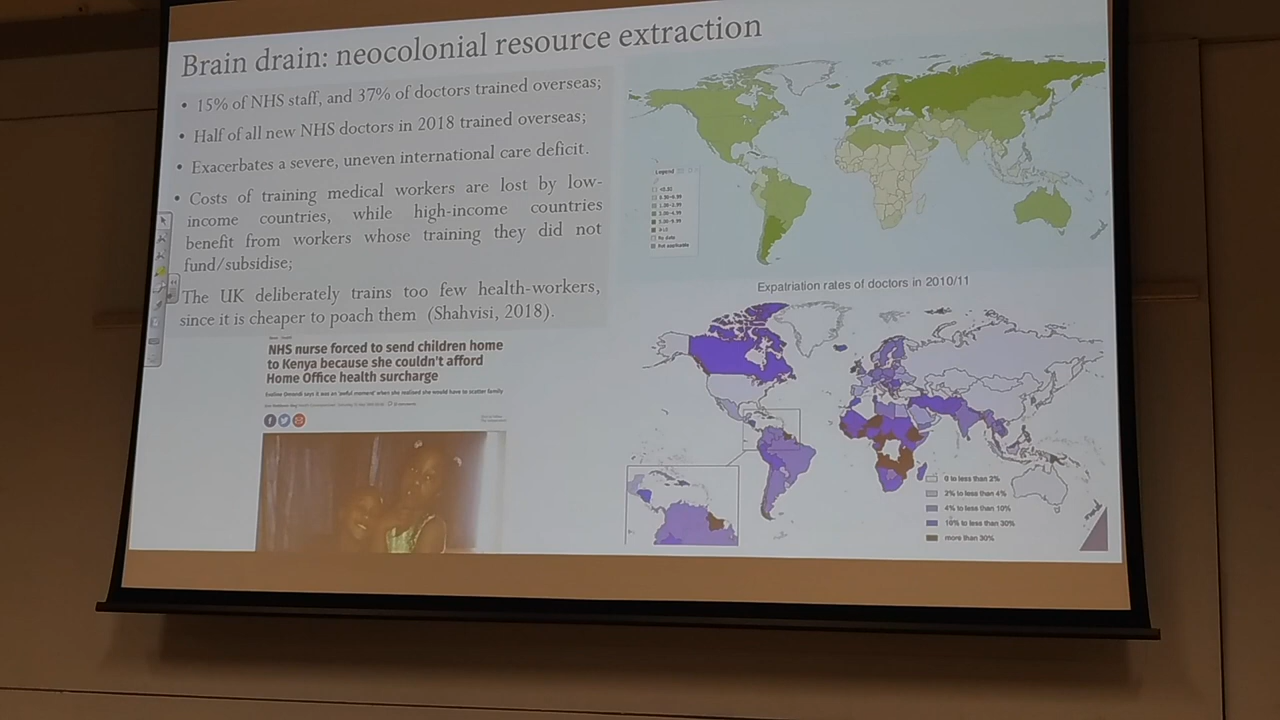 Brain drain: neocolonial resource extraction
• 15% of NHS staff, and 37% of doctors trained overseas;
• Half of all new NHS doctors in 2018 trained overseas;
• Exacerbates a severe, uneven international care deficit.
• Costs of training medical workers are lost by low-
income countries, while high-income countries
benefit from workers whose training they did not
fund/subsidise;
The UK deliberately trains too few health-workers,
since it is cheaper to poach them (Shahvisi, 2018).
NHS nurse forced to send children home
to Kenya because she couldn't afford
Home Office health surcharge
Legend
No data
Not applicable
Expatriation rates of doctors in 2010/11
0 to less than 2%
2% to less than 4%
4% to less than 10%
10% to less than 30%
more than 30%